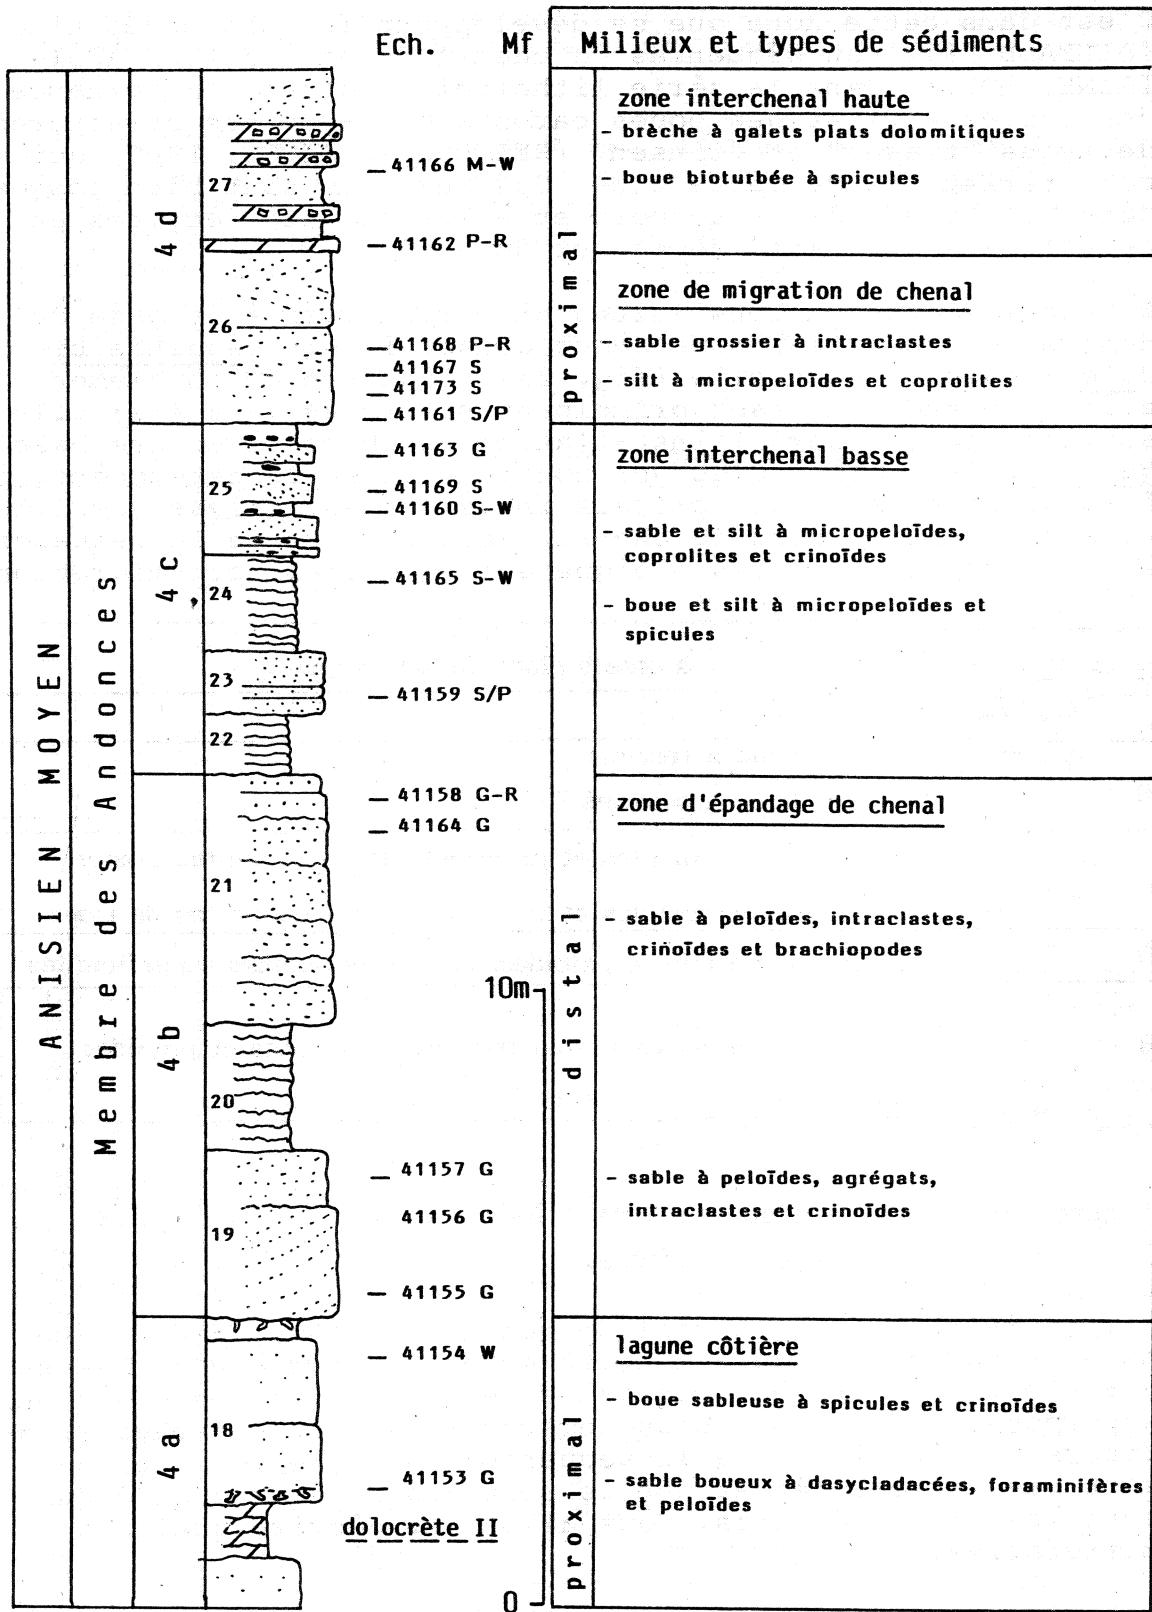 Ech. Mf Milieux et types de sédiments
ANISIEN MOYEN
Membre des Andonces
4d
27
41166 M-W
41162 P-R
26
41168 P-R
41167 S
41173 S
41161 S/P
4c
25
41163 G
41169 S
41160 S-W
24
41165 S-W
23
41159 S/P
22
4b
21
41158 G-R
41164 G
10m
20
19
41157 G
41156 G
41155 G
4a
18
41154 W
41153 G
dolocrète II
0
proximal
zone interchenal haute
- brèche à galets plats dolomitiques
- boue bioturbée à spicules
zone de migration de chenal
- sable grossier à intraclastes
- silt à micropeloïdes et coprolites
distal
zone interchenal basse
- sable et silt à micropeloïdes,
coprolites et crinoïdes
- boue et silt à micropeloïdes et
spicules
zone d'épandage de chenal
- sable à peloïdes, intraclastes,
crinoïdes et brachiopodes
- sable à peloïdes, agrégats,
intraclastes et crinoïdes
proximal
lagune côtière
- boue sableuse à spicules et crinoïdes
- sable boueux à dasycladacées, foraminifères
et peloïdes